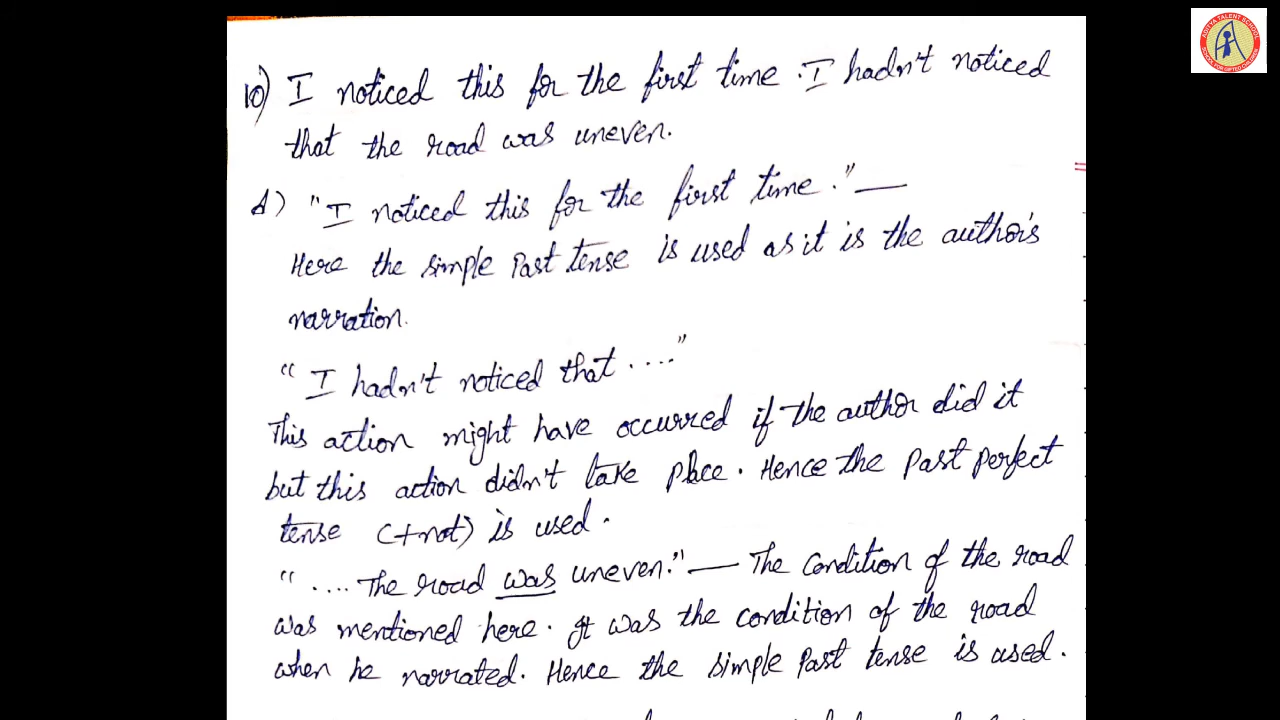 10) I noticed this for the first time. I hadn't noticed
that the road was uneven.
A) "I noticed this for the first time." —
Here the simple past tense is used as it is the author's
narration.
"I hadn't noticed that ...."
This action might have occurred if the author did it
but this action didn't take place. Hence the past perfect
tense (+not) is used.
".... The road was uneven." — The condition of the road
was mentioned here. It was the condition of the road
when he narrated. Hence the simple past tense is used.